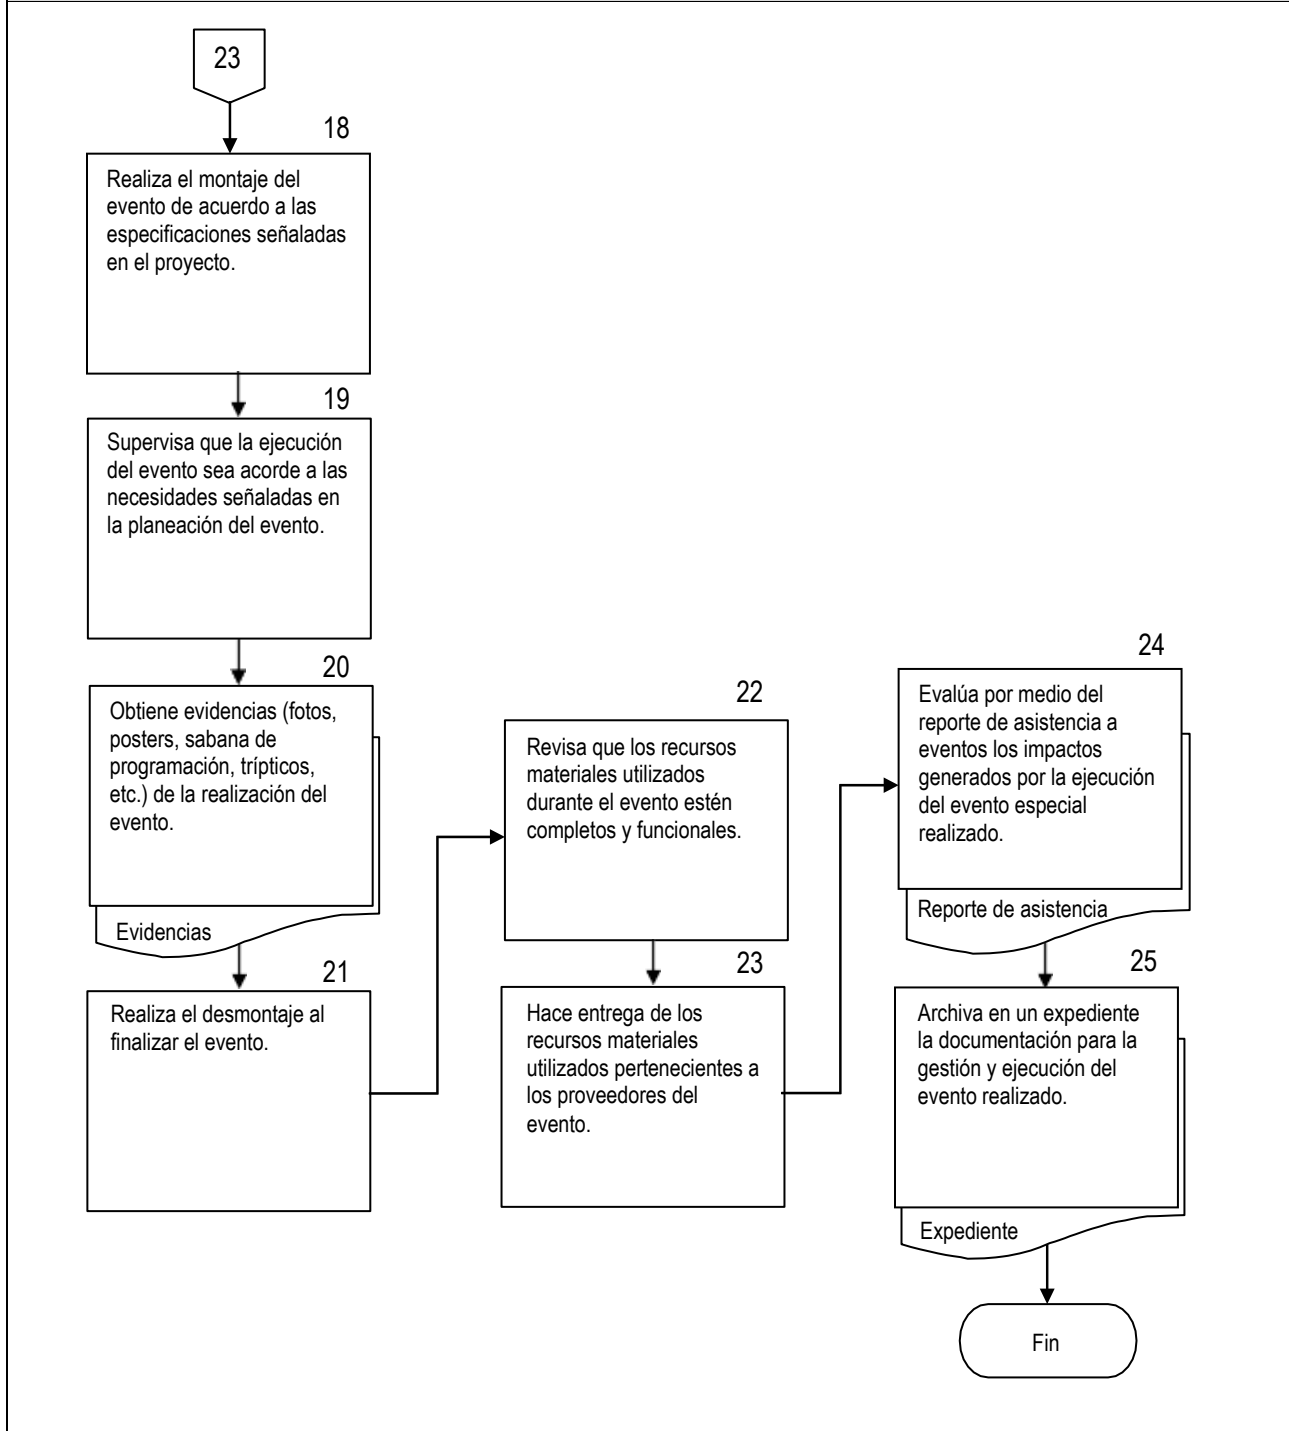 23
18
Realiza el montaje del
evento de acuerdo a las
especificaciones señaladas
en el proyecto.
19
Supervisa que la ejecución
del evento sea acorde a las
necesidades señaladas en
la planeación del evento.
20
Obtiene evidencias (fotos,
posters, sabana de
programación, trípticos,
etc.) de la realización del
evento.
Evidencias
21
Realiza el desmontaje al
finalizar el evento.
22
Revisa que los recursos
materiales utilizados
durante el evento estén
completos y funcionales.
23
Hace entrega de los
recursos materiales
utilizados pertenecientes a
los proveedores del
evento.
24
Evalúa por medio del
reporte de asistencia a
eventos los impactos
generados por la ejecución
del evento especial
realizado.
Reporte de asistencia
25
Archiva en un expediente
la documentación para la
gestión y ejecución del
evento realizado.
Expediente
Fin